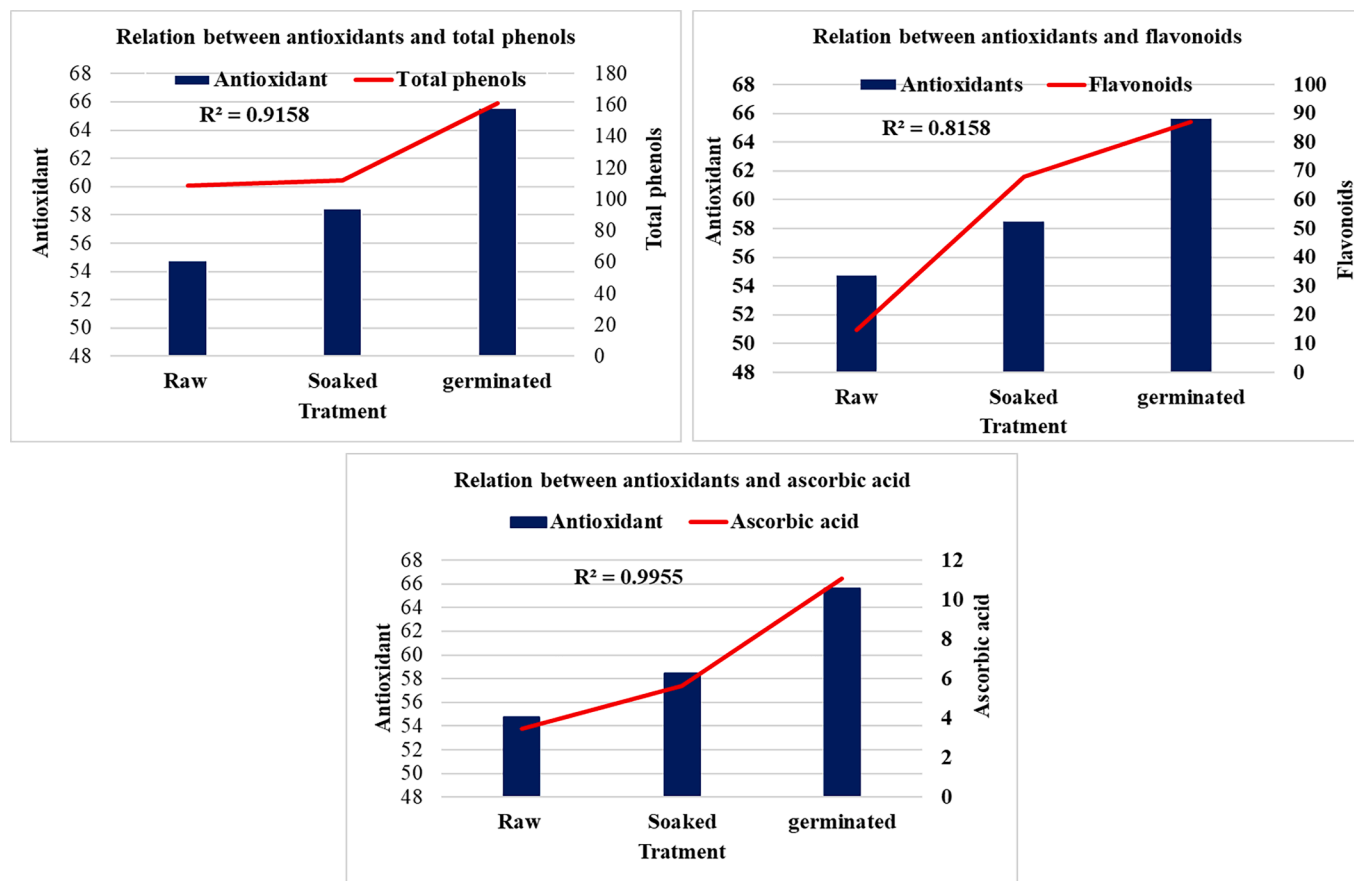 Relation between antioxidants and total phenols
Antioxidant Total phenols
R² = 0.9158
68
66
64
62
60
58
56
54
52
50
48
Antioxidant
180
160
140
120
100
80
60
40
20
0
Total phenols
Raw Soaked germinated
Tratment
Relation between antioxidants and flavonoids
Antioxidants Flavonoids
R² = 0.8158
68
66
64
62
60
58
56
54
52
50
48
Antioxidant
100
90
80
70
60
50
40
30
20
10
0
Flavonoids
Raw Soaked germinated
Tratment
Relation between antioxidants and ascorbic acid
Antioxidant Ascorbic acid
R² = 0.9955
68
66
64
62
60
58
56
54
52
50
48
Antioxidant
12
10
8
6
4
2
0
Ascorbic acid
Raw Soaked germinated
Tratment